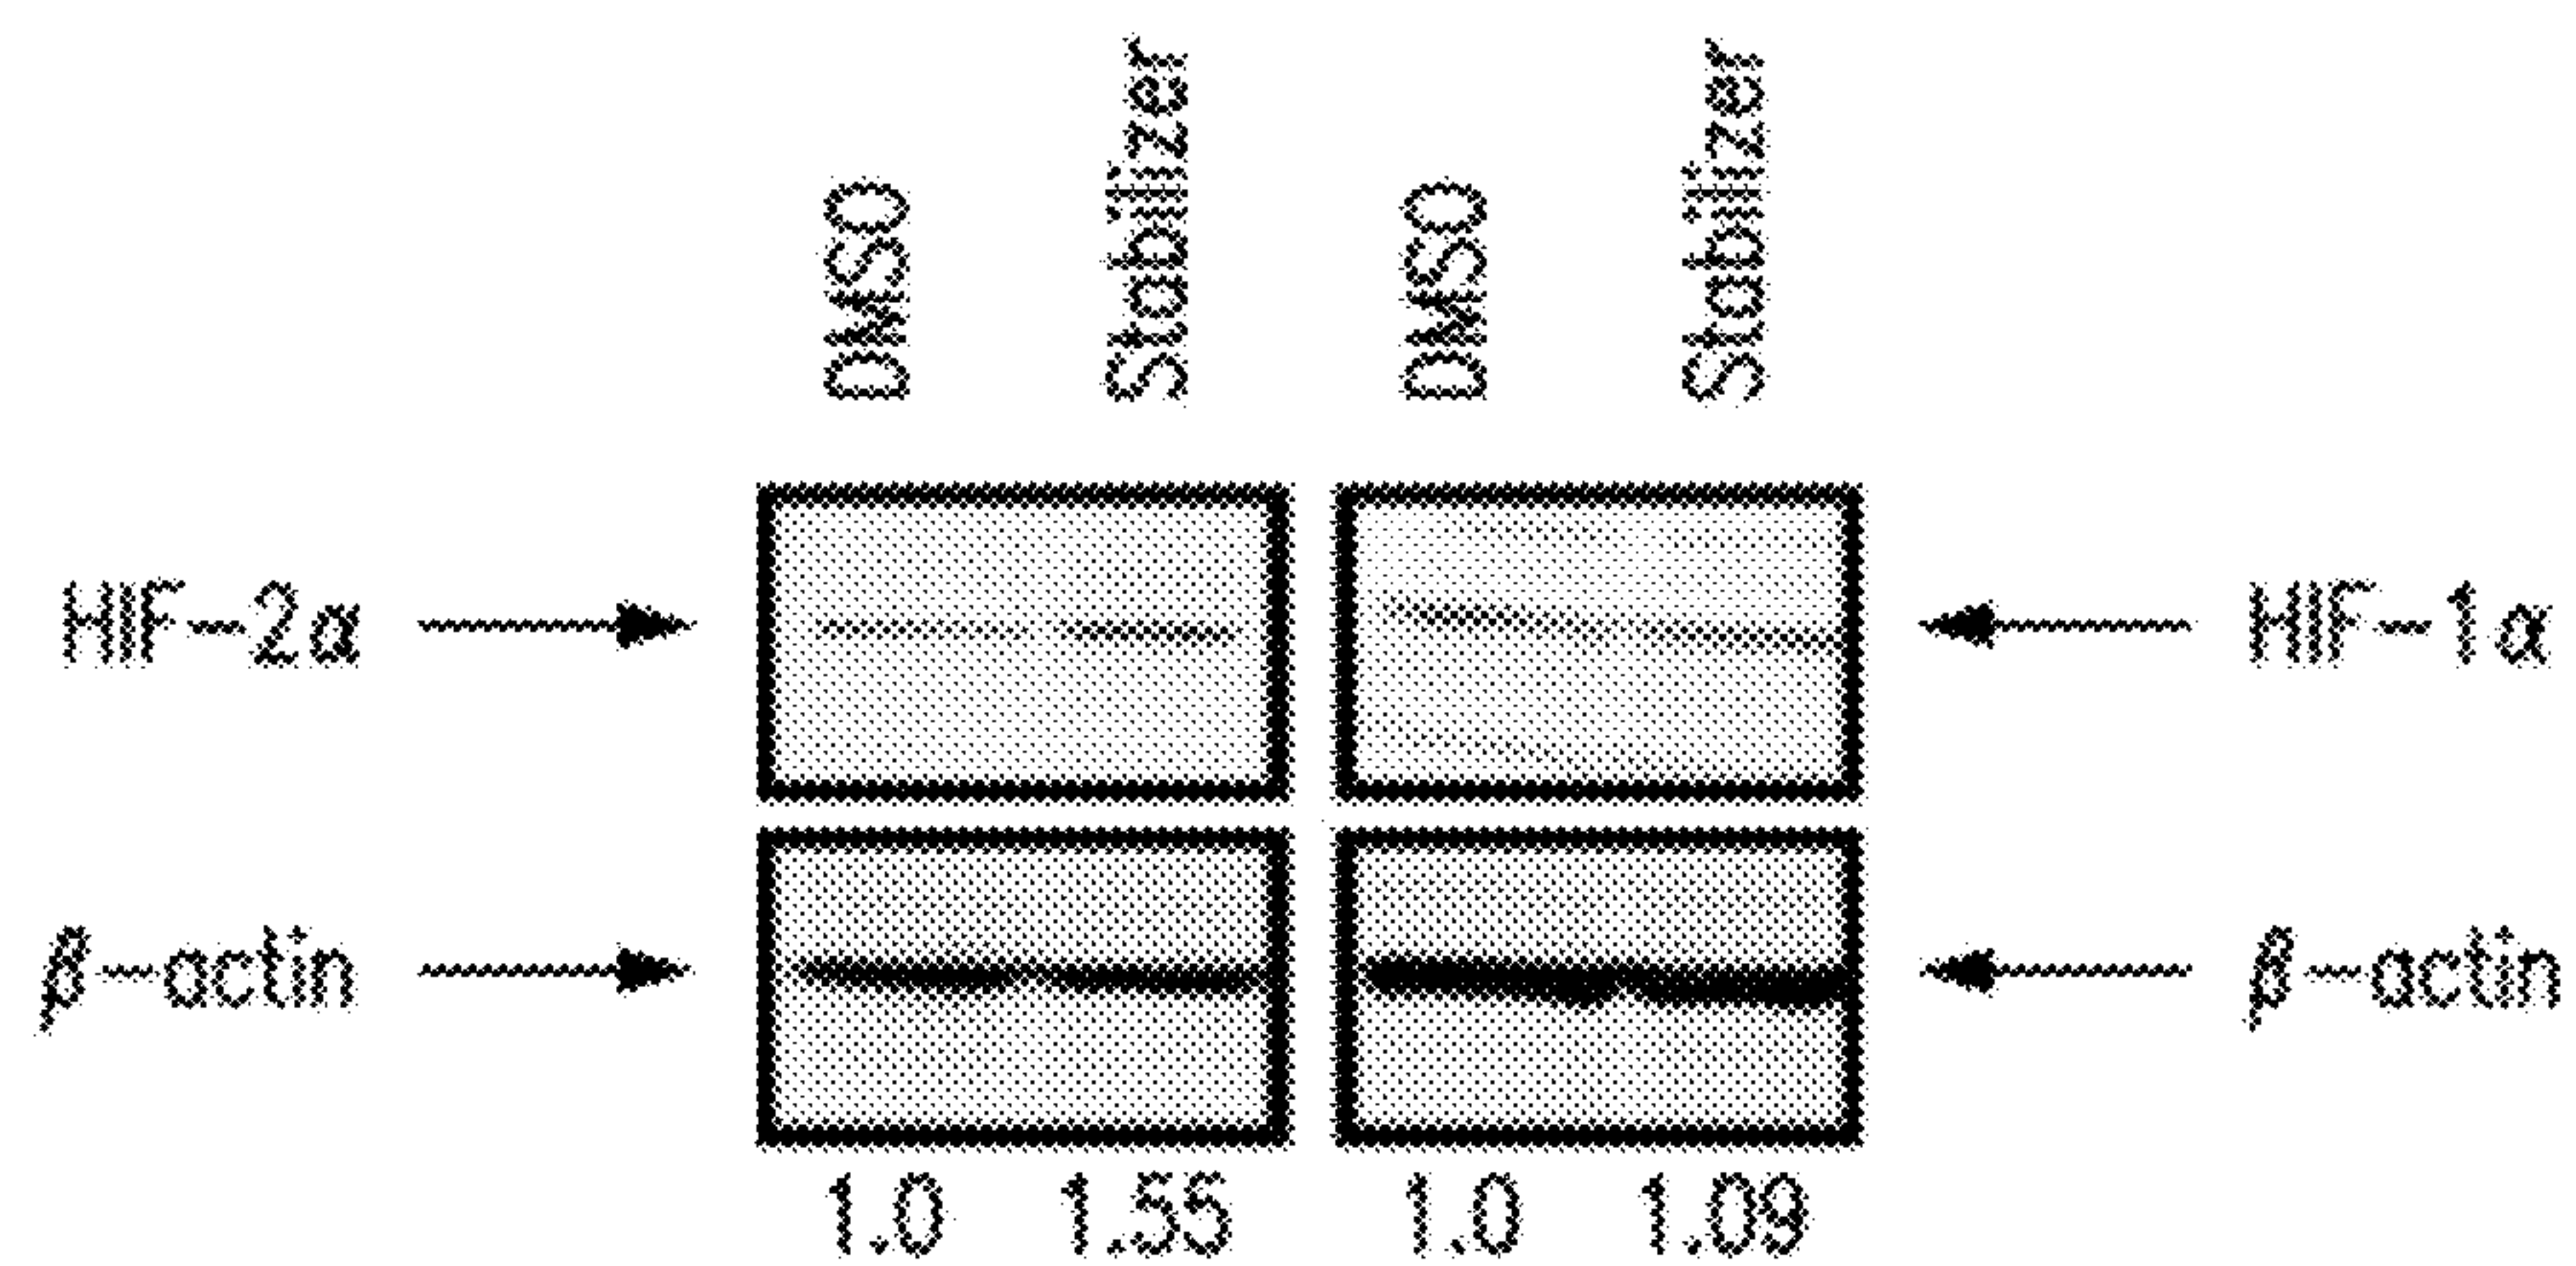 DMSO Stabilizer DMSO Stabilizer
HIF-2α HIF-1α
β-actin β-actin
1.0 1.55 1.0 1.09